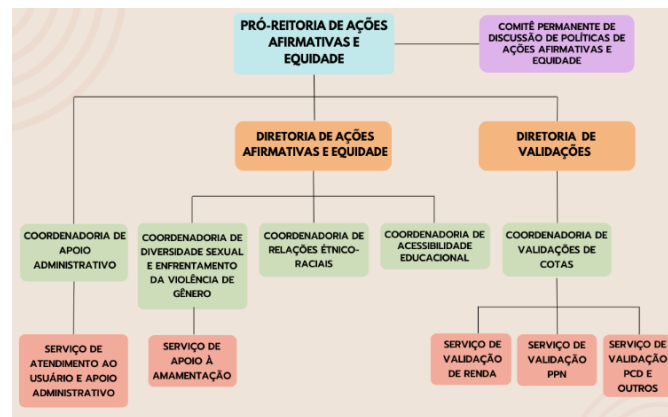 PRÓ-REITORIA DE AÇÕES
AFIRMATIVAS E
EQUIDADE
COMITÊ PERMANENTE DE
DISCUSSÃO DE POLÍTICAS DE
AÇÕES AFIRMATIVAS E
EQUIDADE
DIRETORIA DE AÇÕES
AFIRMATIVAS E EQUIDADE
DIRETORIA DE
VALIDAÇÕES
COORDENADORIA DE
APOIO
ADMINISTRATIVO
COORDENADORIA DE
DIVERSIDADE SEXUAL
E ENFRENTAMENTO
DA VIOLÊNCIA DE
GÊNERO
COORDENADORIA DE
RELAÇÕES ÉTNICO-
RACIAIS
COORDENADORIA DE
ACESSIBILIDADE
EDUCACIONAL
COORDENADORIA DE
VALIDAÇÕES DE
COTAS
SERVIÇO DE
ATENDIMENTO AO
USUÁRIO E APOIO
ADMINISTRATIVO
SERVIÇO DE
APOIO À
AMAMENTAÇÃO
SERVIÇO DE
VALIDAÇÃO
DE RENDA
SERVIÇO DE
VALIDAÇÃO
PPN
SERVIÇO DE
VALIDAÇÃO
PCD E
OUTROS